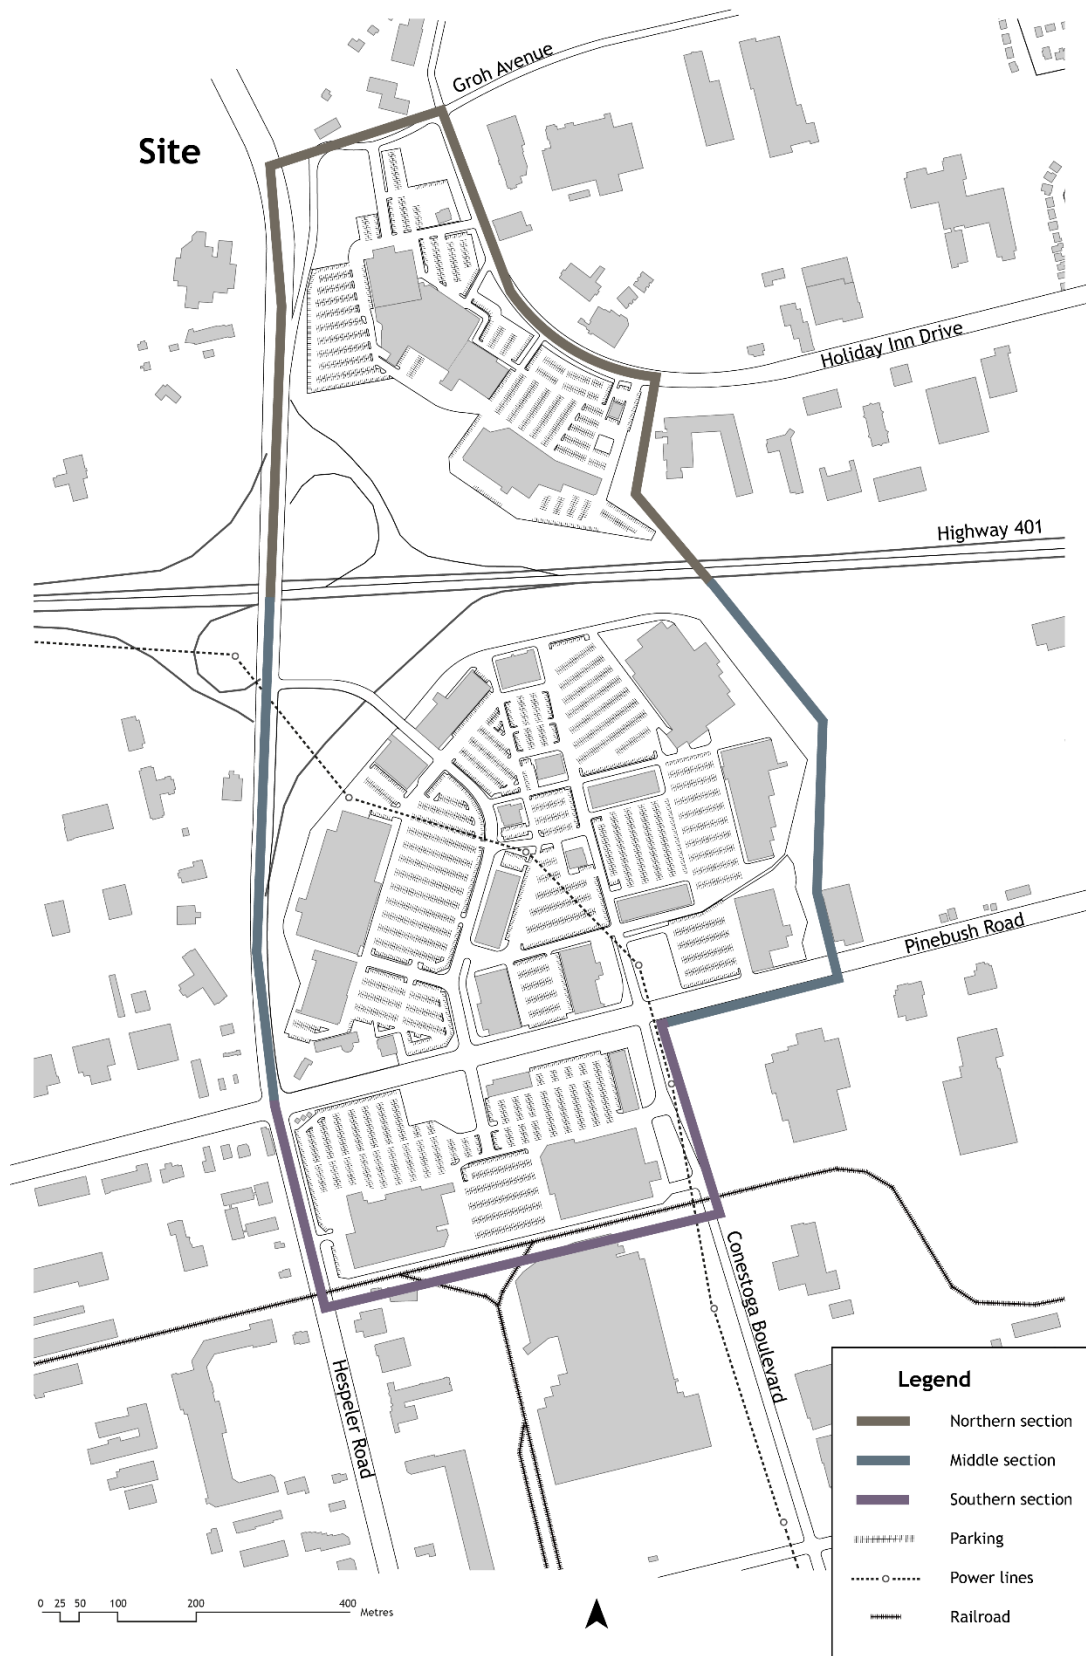 Groh Avenue
Site
Holiday Inn Drive
Highway 401
Pinebush Road
Conestoga Boulevard
Hespeler Road
Legend
Northern section
Middle section
Southern section
Parking
Power lines
Railroad
0 25 50 100 200 400
Metres